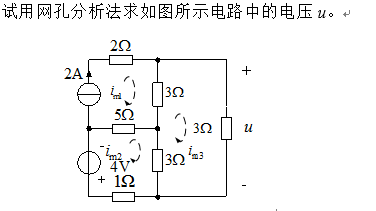 试用网孔分析法求如图所示电路中的电压 u。
2Ω
+
2A
im1
3Ω
5Ω
3Ω
u
- im2
3Ω
im3
4V
+
1Ω
-